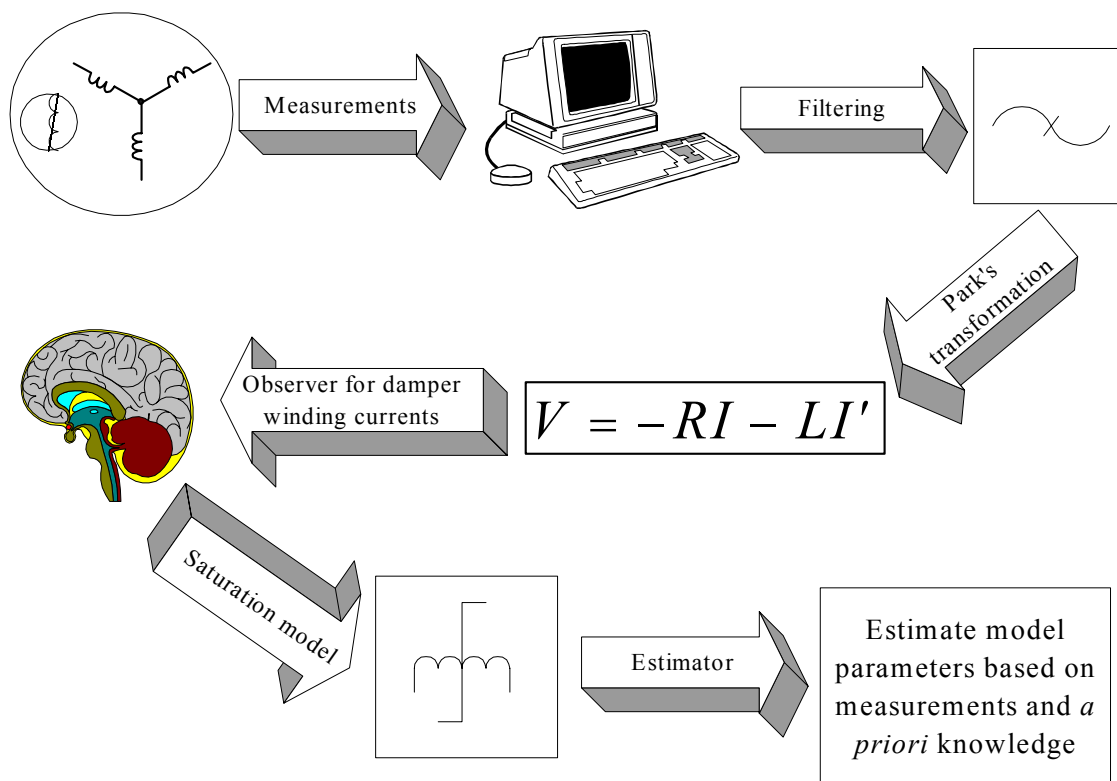 Measurements
Filtering
Park's
transformation
V = −RI − LI'
Observer for damper
winding currents
Saturation model
Estimator
Estimate model
parameters based on
measurements and a
priori knowledge